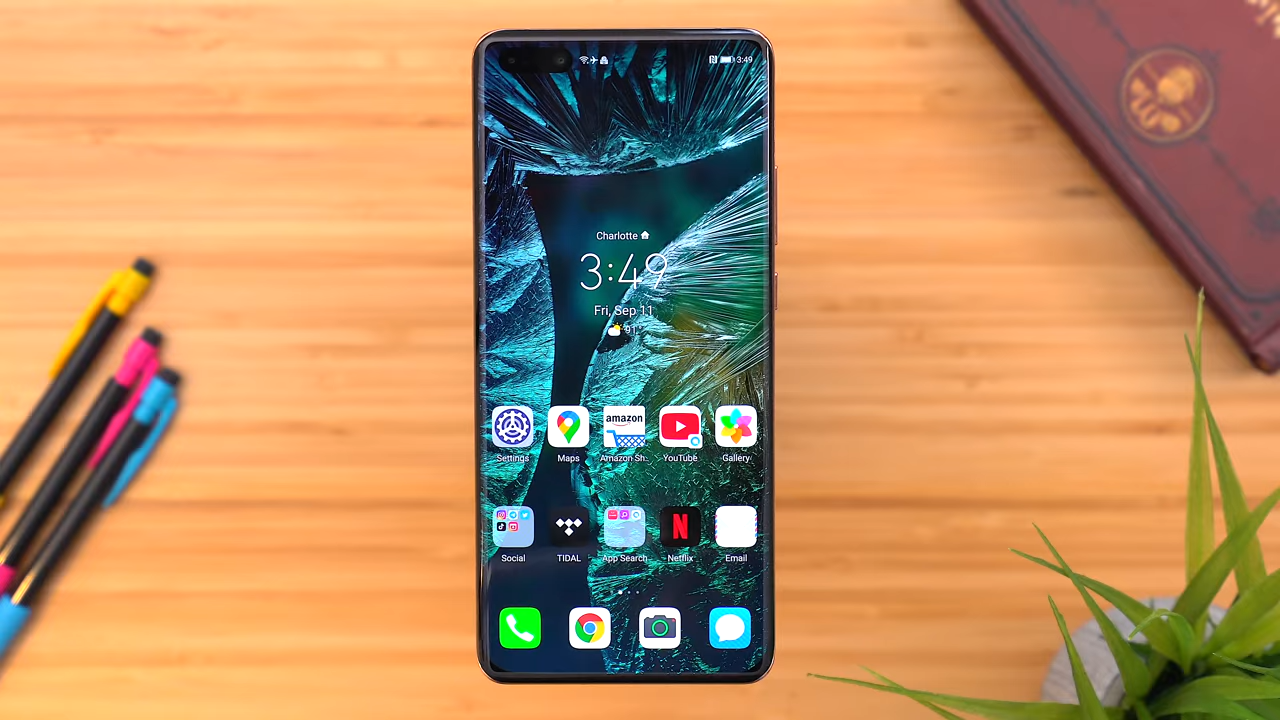 3:49
Charlotte
3:49
Fri, Sep 11
91°
amazon
Settings
Maps
Amazon Sh..
YouTube
Gallery
N
Social
TIDAL
App Search
Netflix
Email